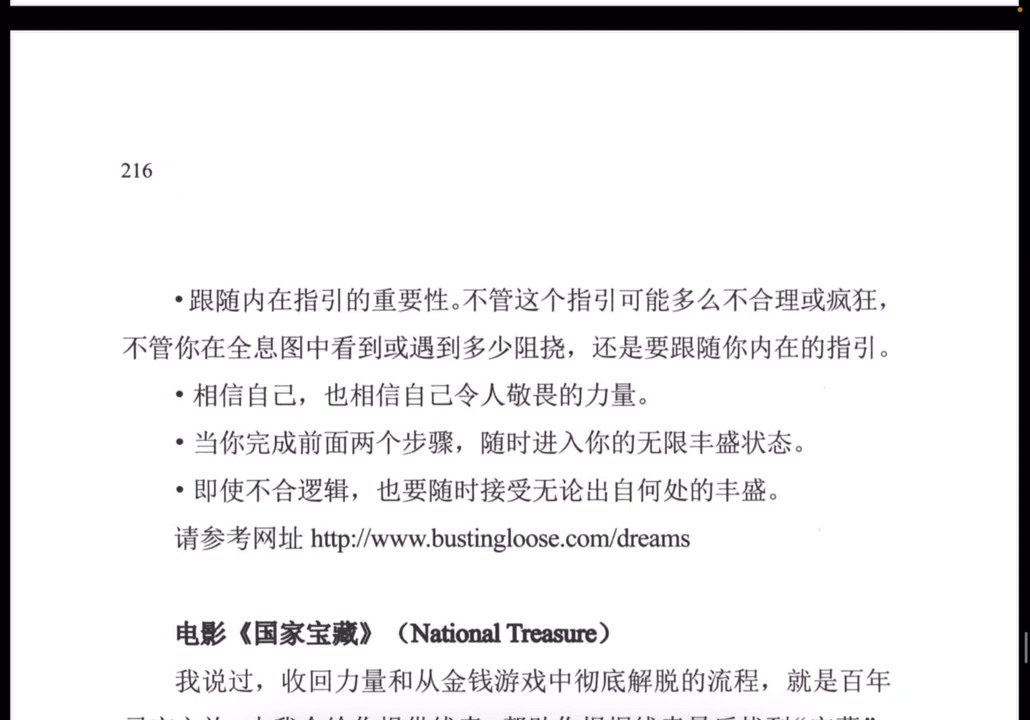 216
•跟随内在指引的重要性。不管这个指引可能多么不合理或疯狂，
不管你在全息图中看到或遇到多少阻挠，还是要跟随你内在的指引。
• 相信自己，也相信自己令人敬畏的力量。
• 当你完成前面两个步骤，随时进入你的无限丰盛状态。
• 即使不合逻辑，也要随时接受无论出自何处的丰盛。
请参考网址 http://www.bustingloose.com/dreams
电影《国家宝藏》（National Treasure）
我说过，收回力量和从金钱游戏中彻底解脱的流程，就是百年